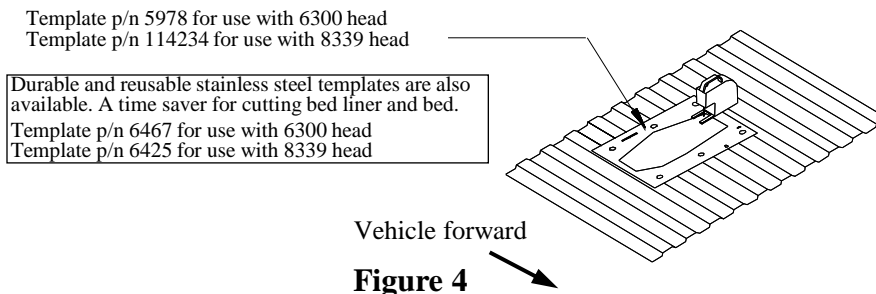 Template p/n 5978 for use with 6300 head
Template p/n 114234 for use with 8339 head
Durable and reusable stainless steel templates are also
available. A time saver for cutting bed liner and bed.
Template p/n 6467 for use with 6300 head
Template p/n 6425 for use with 8339 head
Vehicle forward
Figure 4